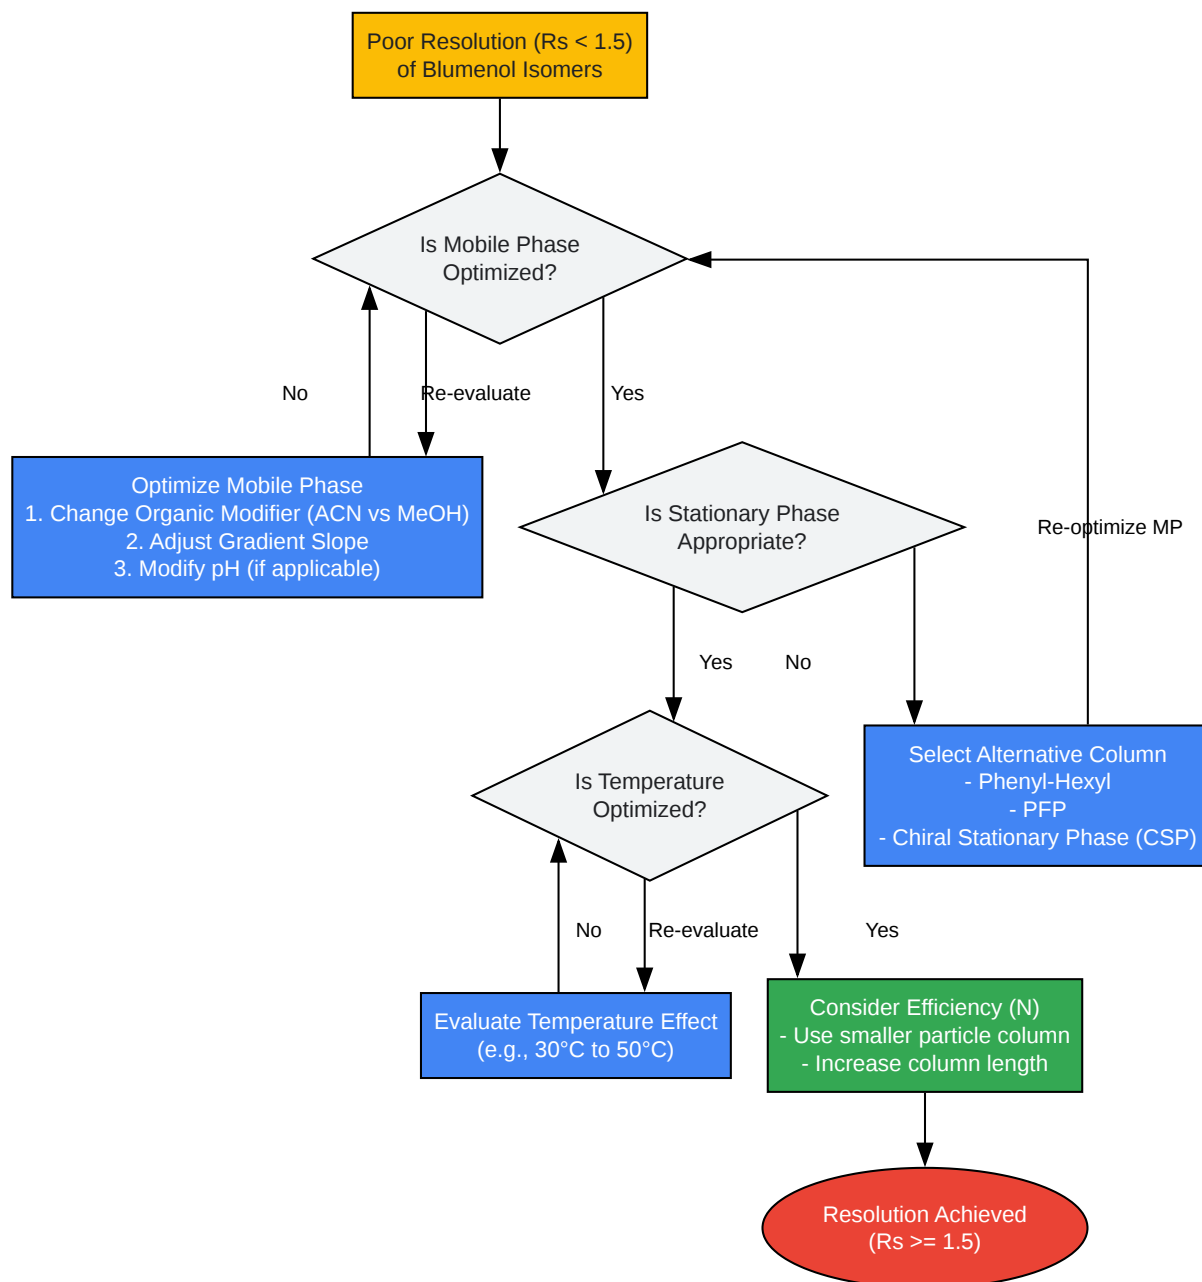 Poor Resolution (Rs < 1.5)
of Blumenol Isomers
Is Mobile Phase
Optimized?
No
Re-evaluate
Yes
Optimize Mobile Phase
1. Change Organic Modifier (ACN vs MeOH)
2. Adjust Gradient Slope
3. Modify pH (if applicable)
Is Stationary Phase
Appropriate?
Re-optimize MP
Yes
No
Is Temperature
Optimized?
Select Alternative Column
- Phenyl-Hexyl
- PFP
- Chiral Stationary Phase (CSP)
No
Re-evaluate
Yes
Evaluate Temperature Effect
(e.g., 30°C to 50°C)
Consider Efficiency (N)
- Use smaller particle column
- Increase column length
Resolution Achieved
(Rs >= 1.5)